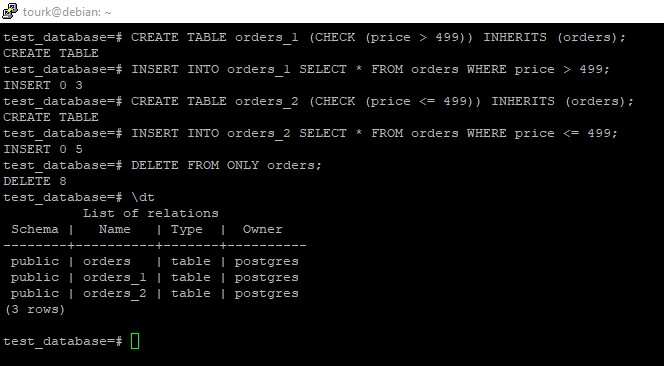 tourk@debian: ~
test_database=# CREATE TABLE orders_1 (CHECK (price > 499)) INHERITS (orders);
CREATE TABLE
test_database=# INSERT INTO orders_1 SELECT * FROM orders WHERE price > 499;
INSERT 0 3
test_database=# CREATE TABLE orders_2 (CHECK (price <= 499)) INHERITS (orders);
CREATE TABLE
test_database=# INSERT INTO orders_2 SELECT * FROM orders WHERE price <= 499;
INSERT 0 5
test_database=# DELETE FROM ONLY orders;
DELETE 8
test_database=# \dt
          List of relations
 Schema |   Name   | Type  |  Owner
--------+----------+-------+----------
 public | orders   | table | postgres
 public | orders_1 | table | postgres
 public | orders_2 | table | postgres
(3 rows)
test_database=#